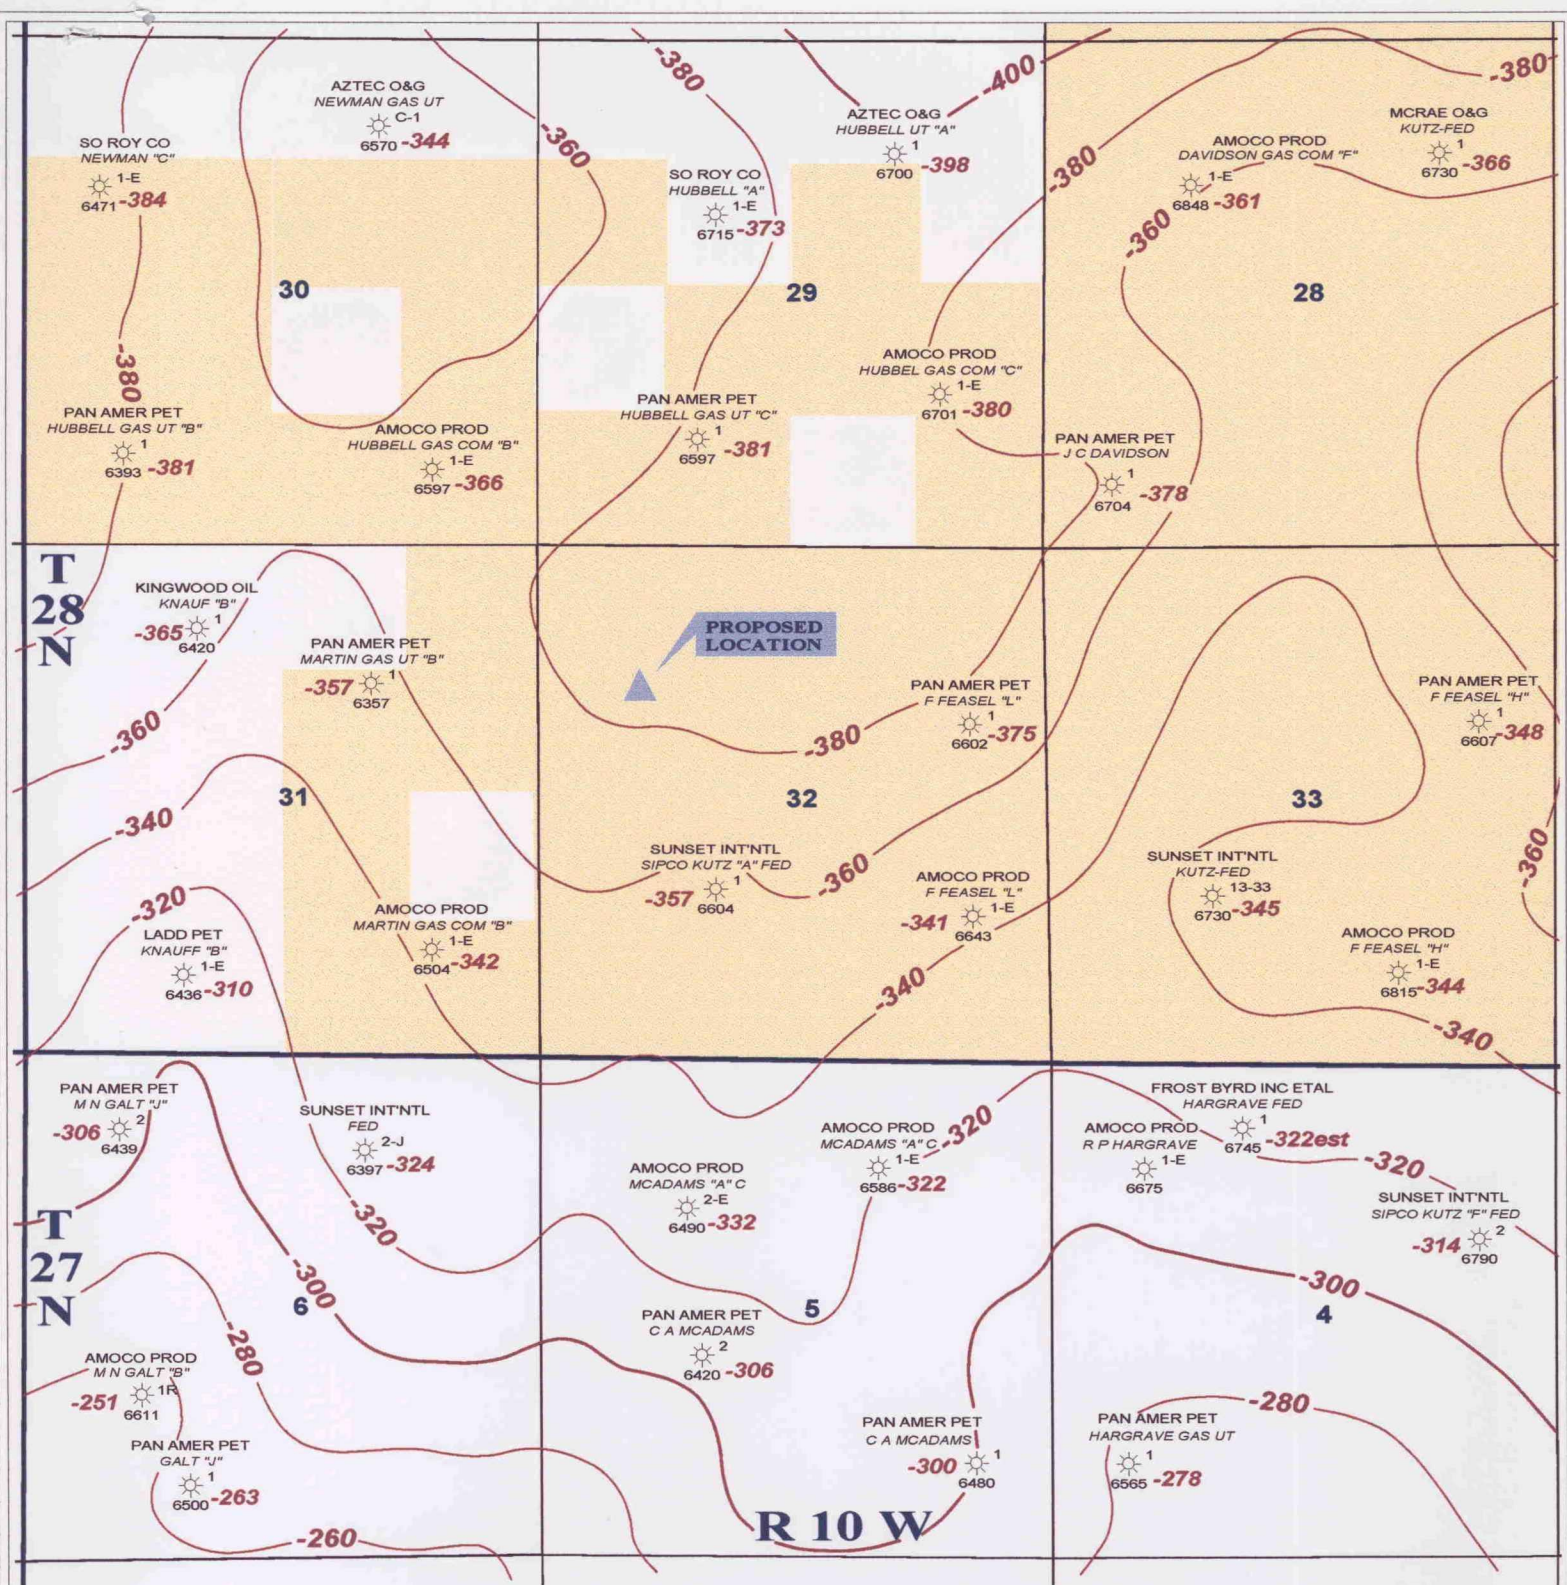 -380
-400
-380
AZTEC O&G
NEWMAN GAS UT
C-1
6570 -344
AZTEC O&G
HUBBELL UT "A"
1
6700 -398
MCRAE O&G
KUTZ-FED
1
6730 -366
SO ROY CO
NEWMAN "C"
1-E
6471 -384
-360
SO ROY CO
HUBBELL "A"
1-E
6715 -373
-380
AMOCO PROD
DAVIDSON GAS COM "F"
1-E
6848 -361
-360
30
29
28
-380
PAN AMER PET
HUBBELL GAS UT "B"
1
6393 -381
AMOCO PROD
HUBBELL GAS COM "B"
1-E
6597 -366
PAN AMER PET
HUBBELL GAS UT "C"
1
6597 -381
AMOCO PROD
HUBBEL GAS COM "C"
1-E
6701 -380
PAN AMER PET
J C DAVIDSON
1
6704 -378
T
28
N
KINGWOOD OIL
KNAUF "B"
-365 1
6420
PAN AMER PET
MARTIN GAS UT "B"
-357 1
6357
PROPOSED
LOCATION
PAN AMER PET
F FEASEL "L"
1
6602 -375
PAN AMER PET
F FEASEL "H"
1
6607 -348
-360
-380
-340
31
32
33
-320
SUNSET INT'NTL
SIPCO KUTZ "A" FED
-357 1
6604
-360
AMOCO PROD
F FEASEL "L"
-341 1-E
6643
SUNSET INT'NTL
KUTZ-FED
13-33
6730 -345
-360
LADD PET
KNAUFF "B"
1-E
6436 -310
AMOCO PROD
MARTIN GAS COM "B"
1-E
6504 -342
-340
AMOCO PROD
F FEASEL "H"
1-E
6815 -344
-340
PAN AMER PET
M N GALT "J"
-306 2
6439
SUNSET INT'NTL
FED
2-J
6397 -324
AMOCO PROD
MCADAMS "A" C
2-E
6490 -332
AMOCO PROD
MCADAMS "A" C
1-E
6586 -322
-320
AMOCO PROD
R P HARGRAVE
1-E
6675
FROST BYRD INC ETAL
HARGRAVE FED
1
6745 -322est
-320
SUNSET INT'NTL
SIPCO KUTZ "F" FED
-314 2
6790
T
27
N
-320
-300
-300
6
5
4
-280
AMOCO PROD
M N GALT "B"
-251 1R
6611
PAN AMER PET
C A MCADAMS
2
6420 -306
-280
PAN AMER PET
GALT "J"
1
6500 -263
PAN AMER PET
C A MCADAMS
-300 1
6480
PAN AMER PET
HARGRAVE GAS UT
1
6565 -278
-260
R 10 W